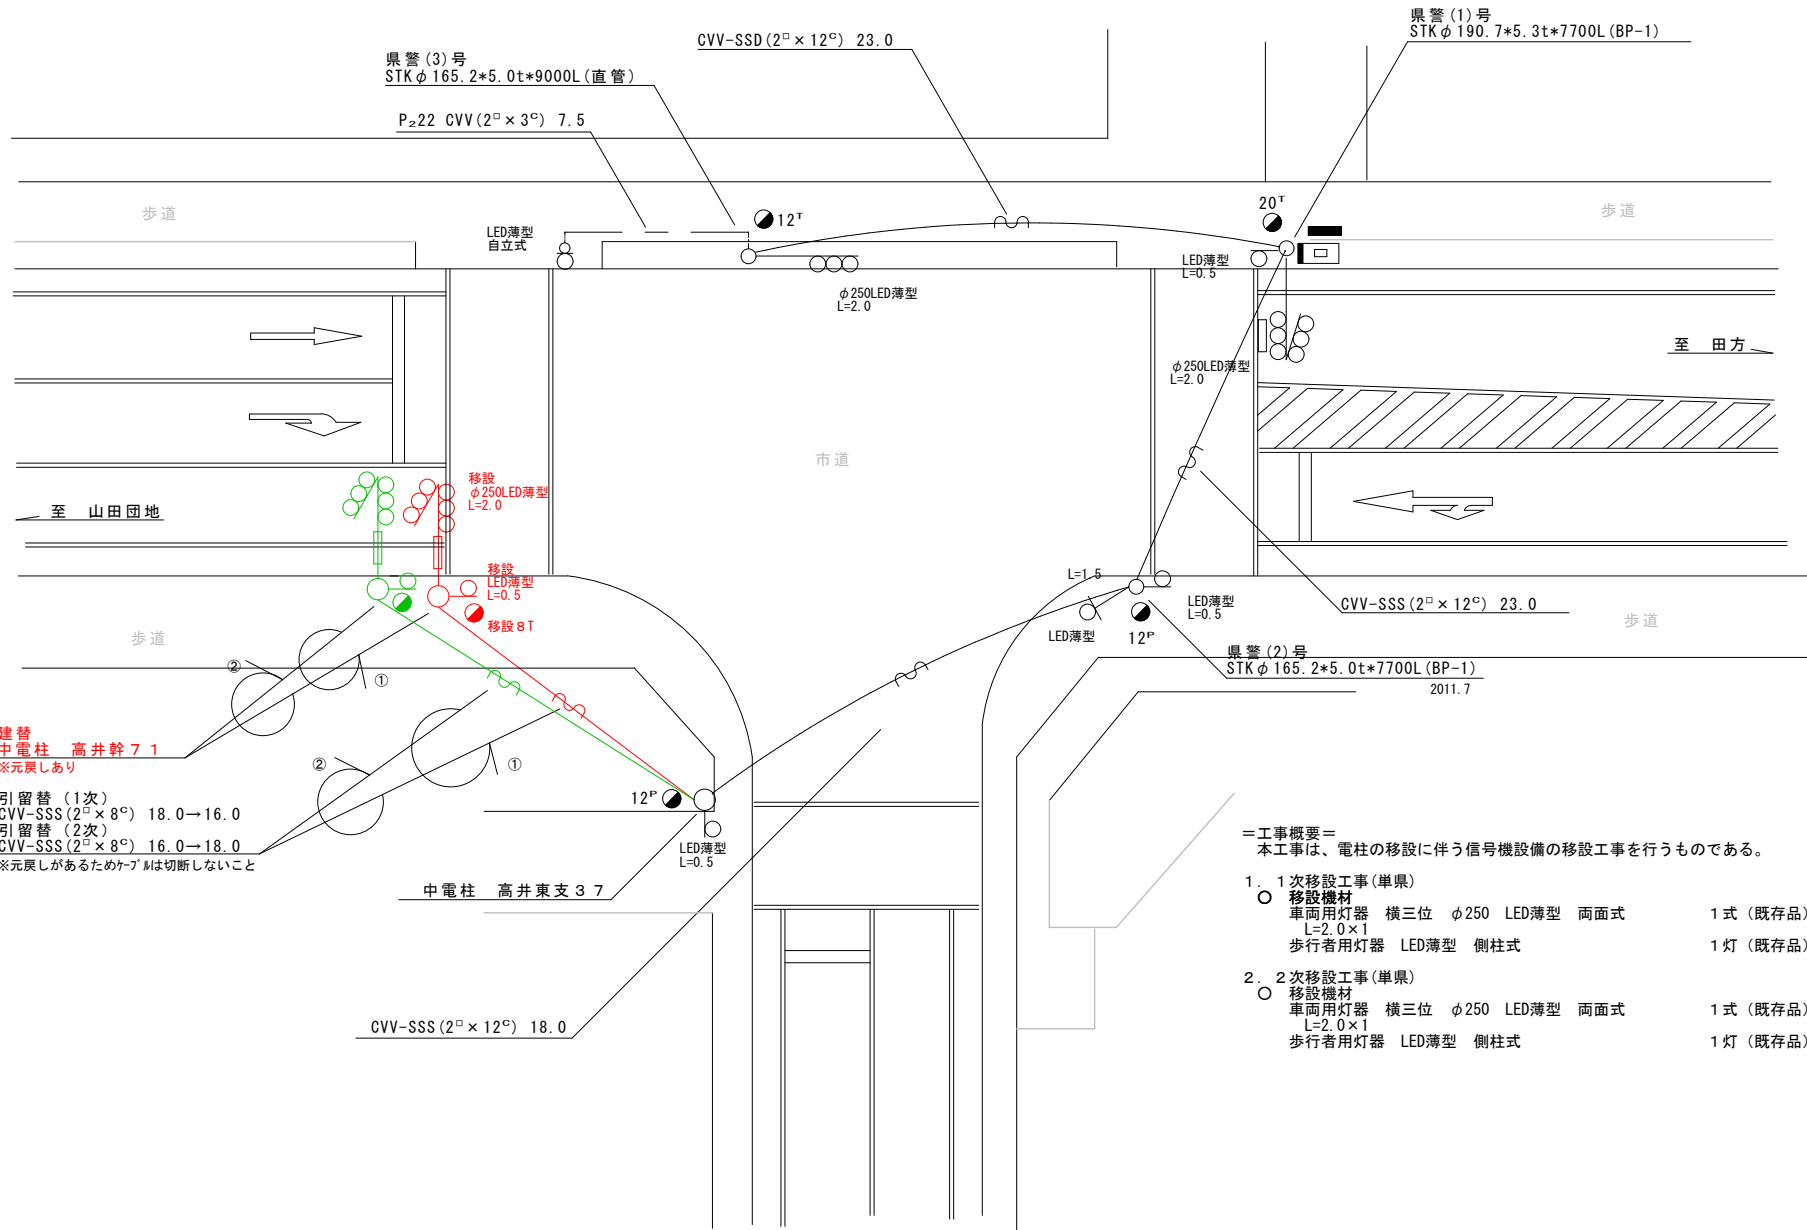 県警(1)号
STKφ190.7*5.3t*7700L(BP-1)
CVV-SSD(2□×12C) 23.0
県警(3)号
STKφ165.2*5.0t*9000L(直管)
P₂22 CVV(2□×3C) 7.5
歩道
歩道
12T
20T
LED薄型
自立式
LED薄型
L=0.5
φ250LED薄型
L=2.0
至 田方
φ250LED薄型
L=2.0
市道
移設
φ250LED薄型
L=2.0
至 山田団地
移設
LED薄型
L=0.5
移設8T
L=1.5
LED薄型
L=0.5
LED薄型
12P
CVV-SSS(2□×12C) 23.0
歩道
歩道
県警(2)号
STKφ165.2*5.0t*7700L(BP-1)
2011.7
②
①
建替
中電柱 高井幹71
※元戻しあり
②
①
引留替 (1次)
CVV-SSS(2□×8C) 18.0→16.0
引留替 (2次)
CVV-SSS(2□×8C) 16.0→18.0
※元戻しがあるためケーブルは切断しないこと
12P
LED薄型
L=0.5
中電柱 高井東支37
CVV-SSS(2□×12C) 18.0
=工事概要=
本工事は、電柱の移設に伴う信号機設備の移設工事を行うものである。
1. 1次移設工事(単県)
○ 移設機材
車両用灯器 横三位 φ250 LED薄型 両面式 1式(既存品)
L=2.0×1
歩行者用灯器 LED薄型 側柱式 1灯(既存品)
2. 2次移設工事(単県)
○ 移設機材
車両用灯器 横三位 φ250 LED薄型 両面式 1式(既存品)
L=2.0×1
歩行者用灯器 LED薄型 側柱式 1灯(既存品)